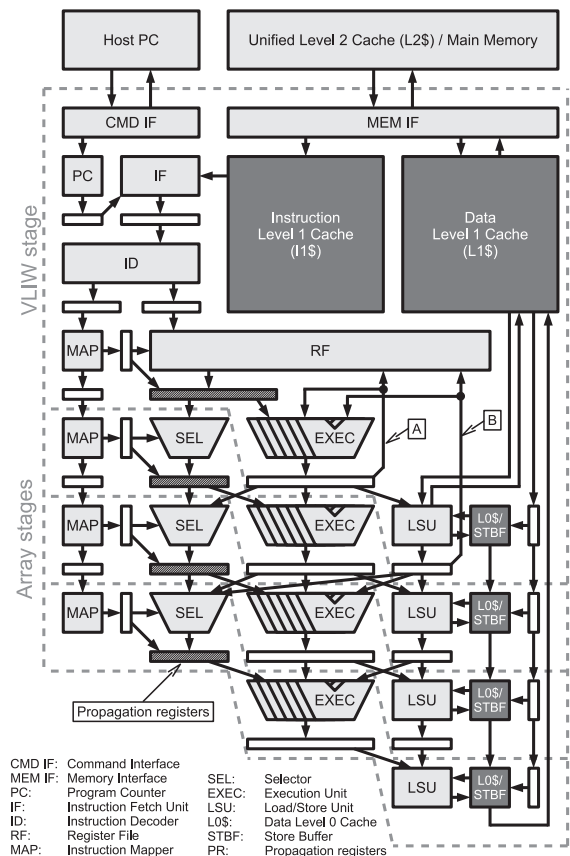 Host PC
Unified Level 2 Cache (L2$) / Main Memory
CMD IF
MEM IF
PC
IF
Instruction
Level 1 Cache
(I1$)
Data
Level 1 Cache
(L1$)
VLIW stage
ID
MAP
RF
MAP
SEL
EXEC
A
B
Array stages
MAP
SEL
EXEC
LSU
L0$/
STBF
MAP
SEL
EXEC
LSU
L0$/
STBF
Propagation registers
EXEC
LSU
L0$/
STBF
LSU
L0$/
STBF
CMD IF: Command Interface
MEM IF: Memory Interface
PC: Program Counter
IF: Instruction Fetch Unit
ID: Instruction Decoder
RF: Register File
MAP: Instruction Mapper
SEL: Selector
EXEC: Execution Unit
LSU: Load/Store Unit
L0$: Data Level 0 Cache
STBF: Store Buffer
PR: Propagation registers